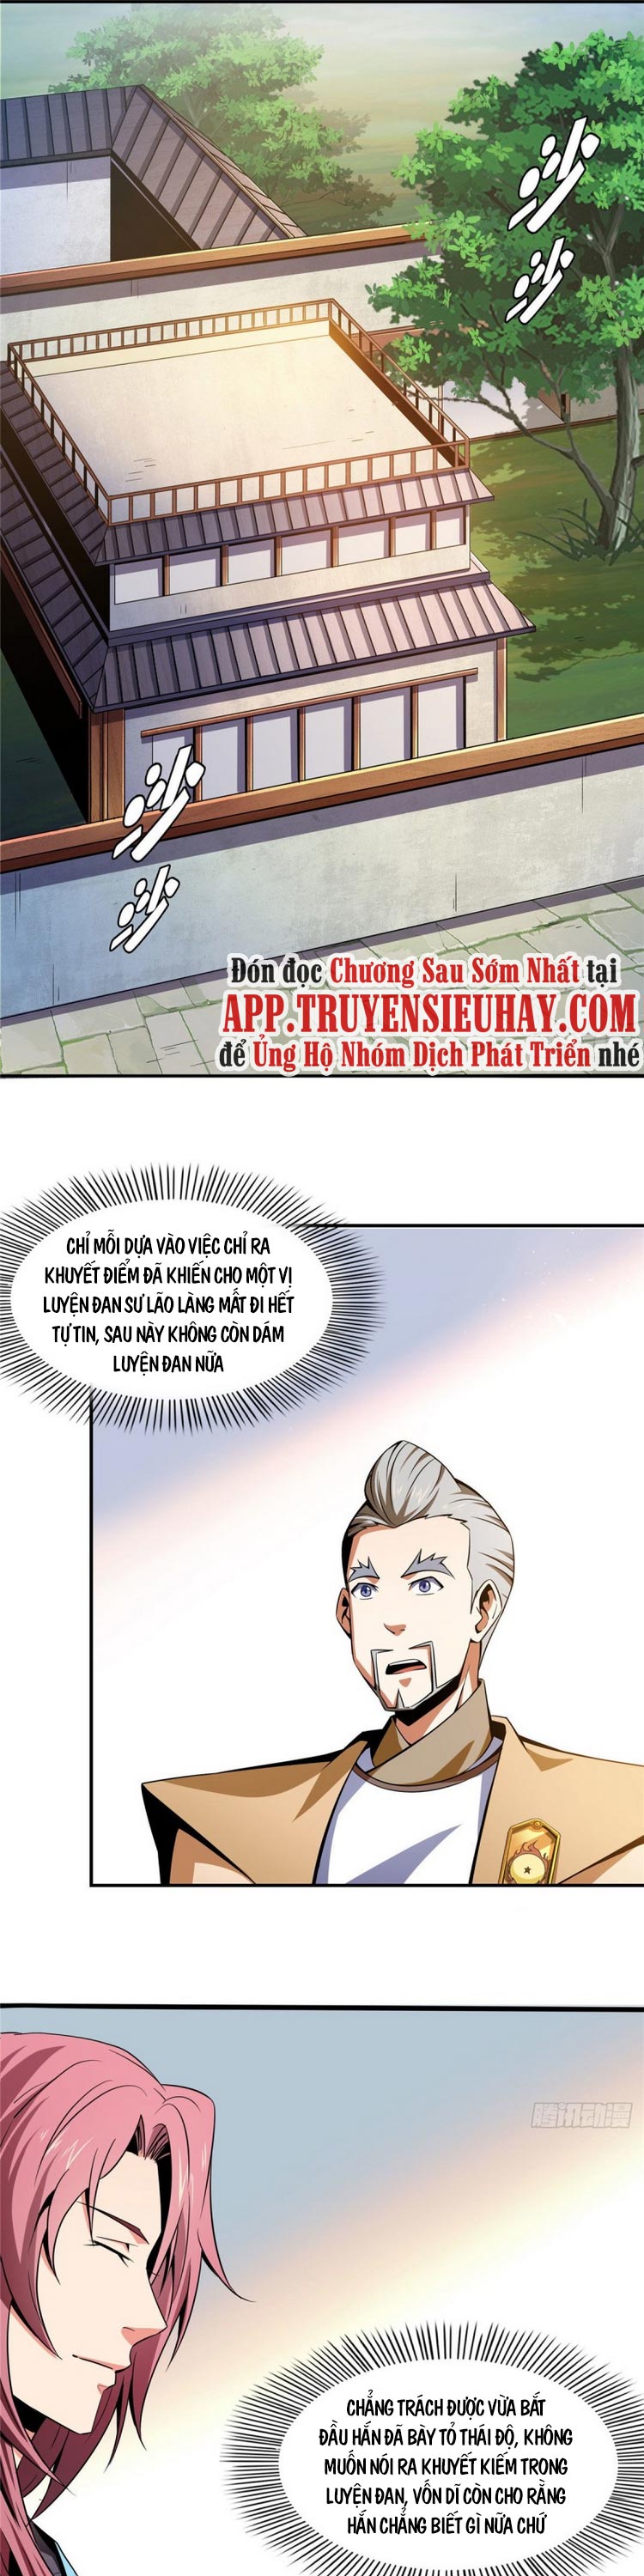 沙
沙
沙
沙
Đón đọc Chương Sau Sớm Nhất tại
APP.TRUYENSIEUHAY.COM
để Ủng Hộ Nhóm Dịch Phát Triển nhé
CHỈ MỖI DỰA VÀO VIỆC CHỈ RA
KHUYẾT ĐIỂM ĐÃ KHIẾN CHO MỘT VỊ
LUYỆN ĐAN SƯ LÃO LÀNG MẤT ĐI HẾT
TỰ TIN, SAU NÀY KHÔNG CÒN DÁM
LUYỆN ĐAN NỮA
腾讯动漫
CHẲNG TRÁCH ĐƯỢC VỪA BẮT
ĐẦU HẮN ĐÃ BÀY TỎ THÁI ĐỘ, KHÔNG
MUỐN NÓI RA KHUYẾT KIẾM TRONG
LUYỆN ĐAN, VỐN DĨ CÒN CHO RẰNG
HẮN CHẲNG BIẾT GÌ NỮA CHỨ